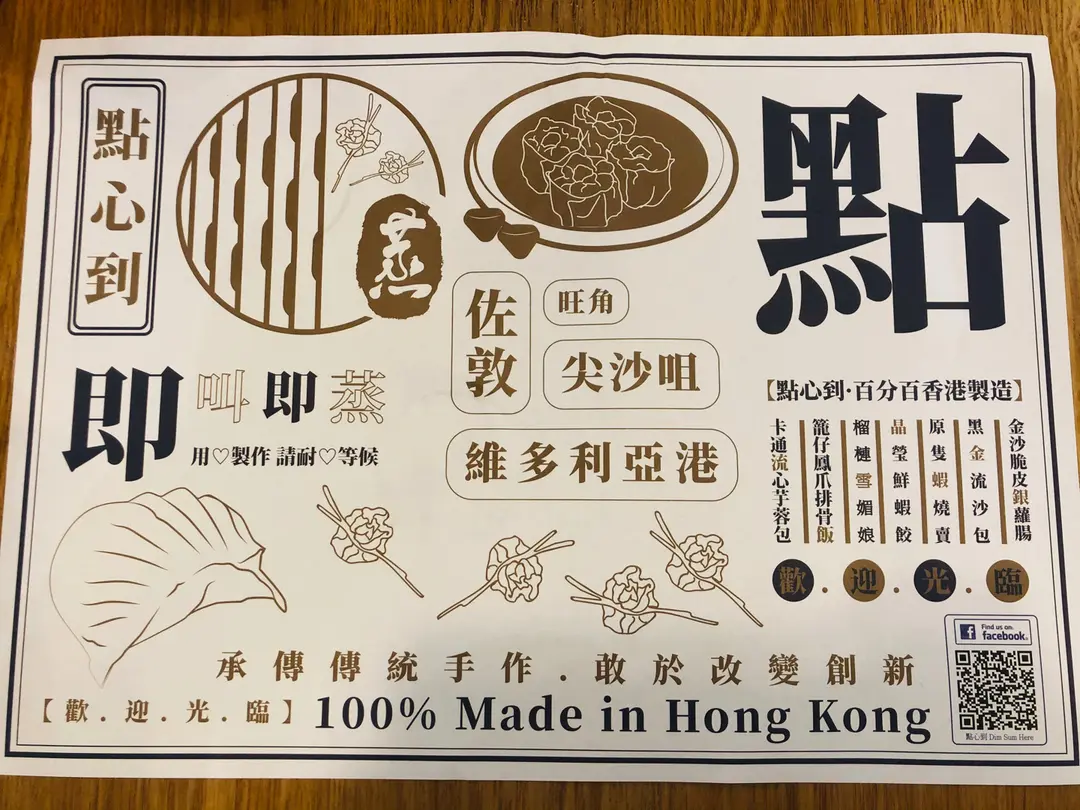 點心到
蒸
點
佐敦
旺角
尖沙咀
維多利亞港
即叫即蒸
用♡製作 請耐♡等候
【點心到·百分百香港製造】
金沙脆皮銀蘿腸
黑金流沙包
原隻蝦燒賣
晶瑩鮮蝦餃
榴槤雪媚娘
籠仔鳳爪排骨飯
卡通流心芋蓉包
歡.迎.光.臨
承傳傳統手作.敢於改變創新
【歡.迎.光.臨】100% Made in Hong Kong
Find us on:
facebook
點心到 Dim Sum Here